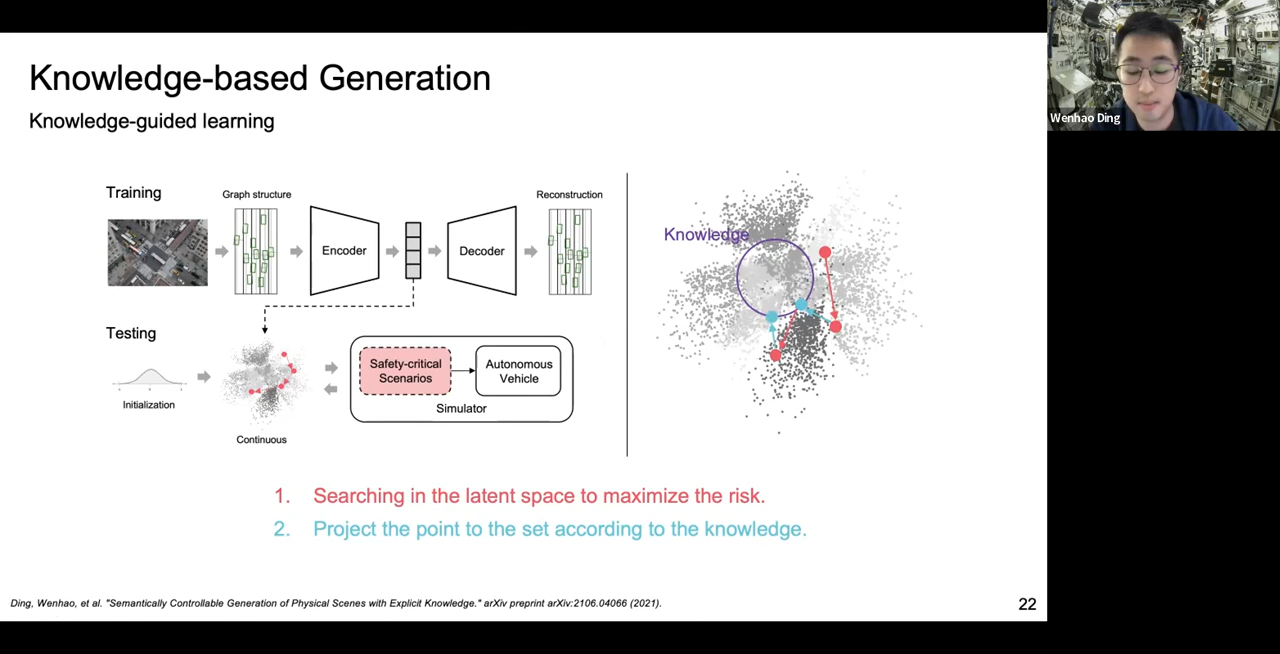 Knowledge-based Generation
Knowledge-guided learning
Training
Graph structure
Reconstruction
Encoder
Decoder
Testing
Initialization
Continuous
Safety-critical
Scenarios
Autonomous
Vehicle
Simulator
Knowledge
1. Searching in the latent space to maximize the risk.
2. Project the point to the set according to the knowledge.
Ding, Wenhao, et al. "Semantically Controllable Generation of Physical Scenes with Explicit Knowledge." arXiv preprint arXiv:2106.04066 (2021).
22
Wenhao Ding